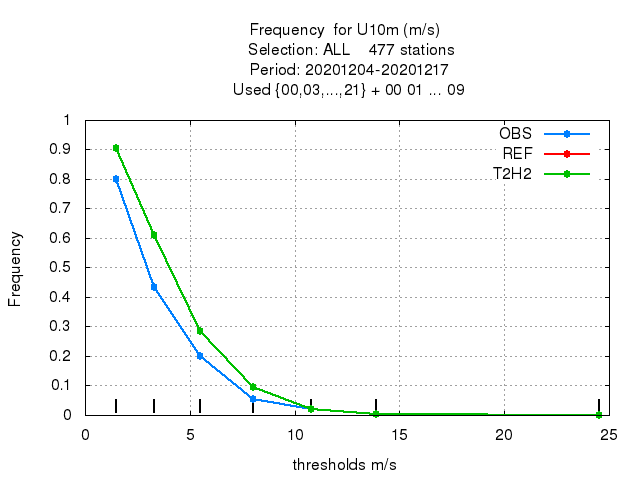 Frequency  for U10m (m/s)
Selection: ALL    477 stations
Period: 20201204-20201217
Used {00,03,...,21} + 00 01 ... 09
OBS
REF
T2H2
1
0.9
0.8
0.7
0.6
0.5
0.4
0.3
0.2
0.1
0
Frequency
0 5 10 15 20 25
thresholds m/s